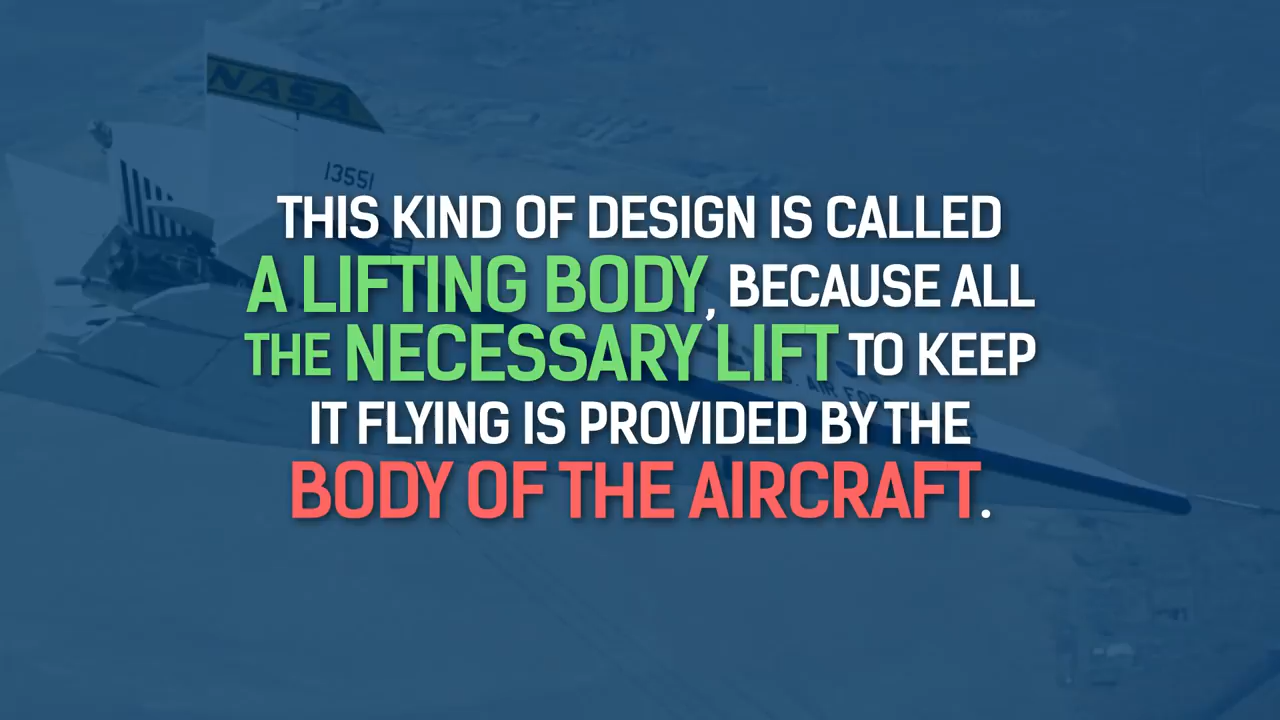 NASA
13551
THIS KIND OF DESIGN IS CALLED
A LIFTING BODY, BECAUSE ALL
THE NECESSARY LIFT TO KEEP
IT FLYING IS PROVIDED BY THE
BODY OF THE AIRCRAFT.
AIR